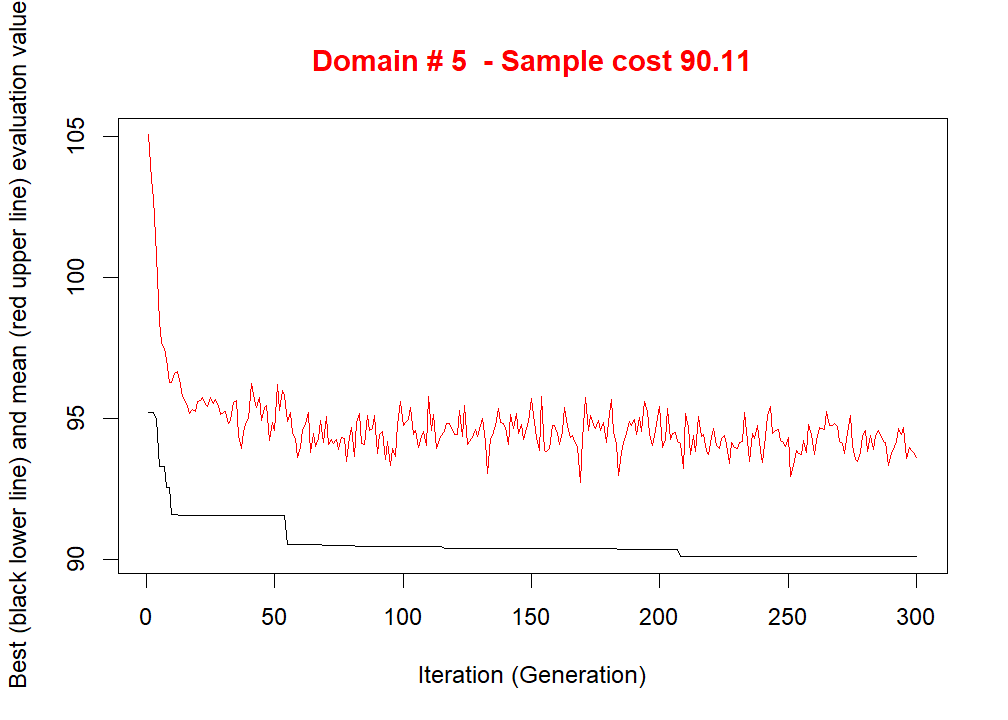 Domain # 5  - Sample cost 90.11
Best (black lower line) and mean (red upper line) evaluation value
105
100
95
90
0 50 100 150 200 250 300
Iteration (Generation)